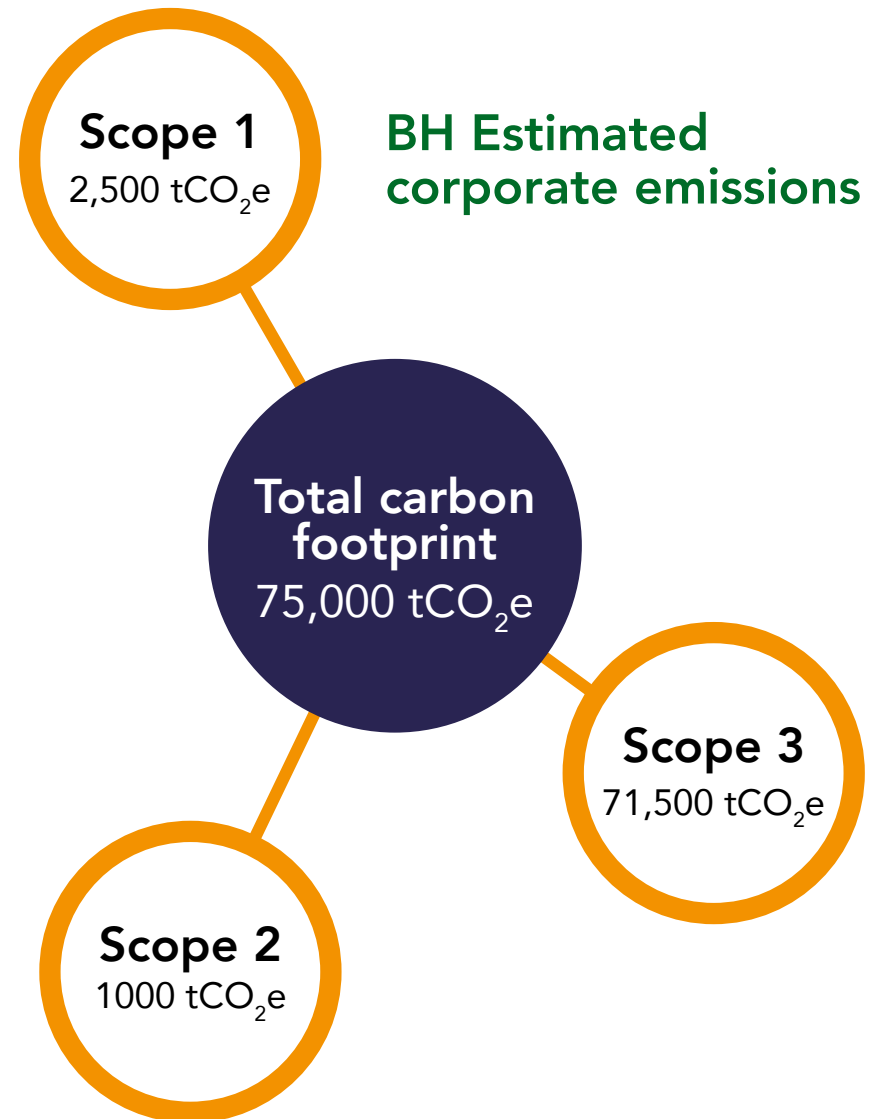 Scope 1
2,500 tCO₂e
BH Estimated
corporate emissions
Total carbon
footprint
75,000 tCO₂e
Scope 3
71,500 tCO₂e
Scope 2
1000 tCO₂e